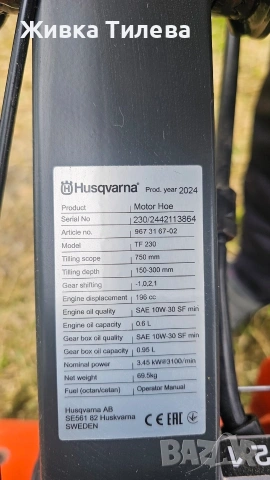 Живка Тилева
Husqvarna® Prod. year 2024
Product Motor Hoe
Serial No 230/2442113864
Article no. 967 31 67-02
Model TF 230
Tilling scope 750 mm
Tilling depth 150-300 mm
Gear shifting -1,0,2,1
Engine displacement 196 cc
Engine oil quality SAE 10W-30 SF min
Engine oil capacity 0.6 L
Gear box oil quality SAE 10W-30 SF min
Gear box oil capacity 0.95 L
Nominal power 3.45 kW@3100/min
Net weight 69.5kg
Fuel (octan/cetan) Operator Manual
Husqvarna AB
SE561 82 Huskvarna
SWEDEN
CE EAC
BAZAR